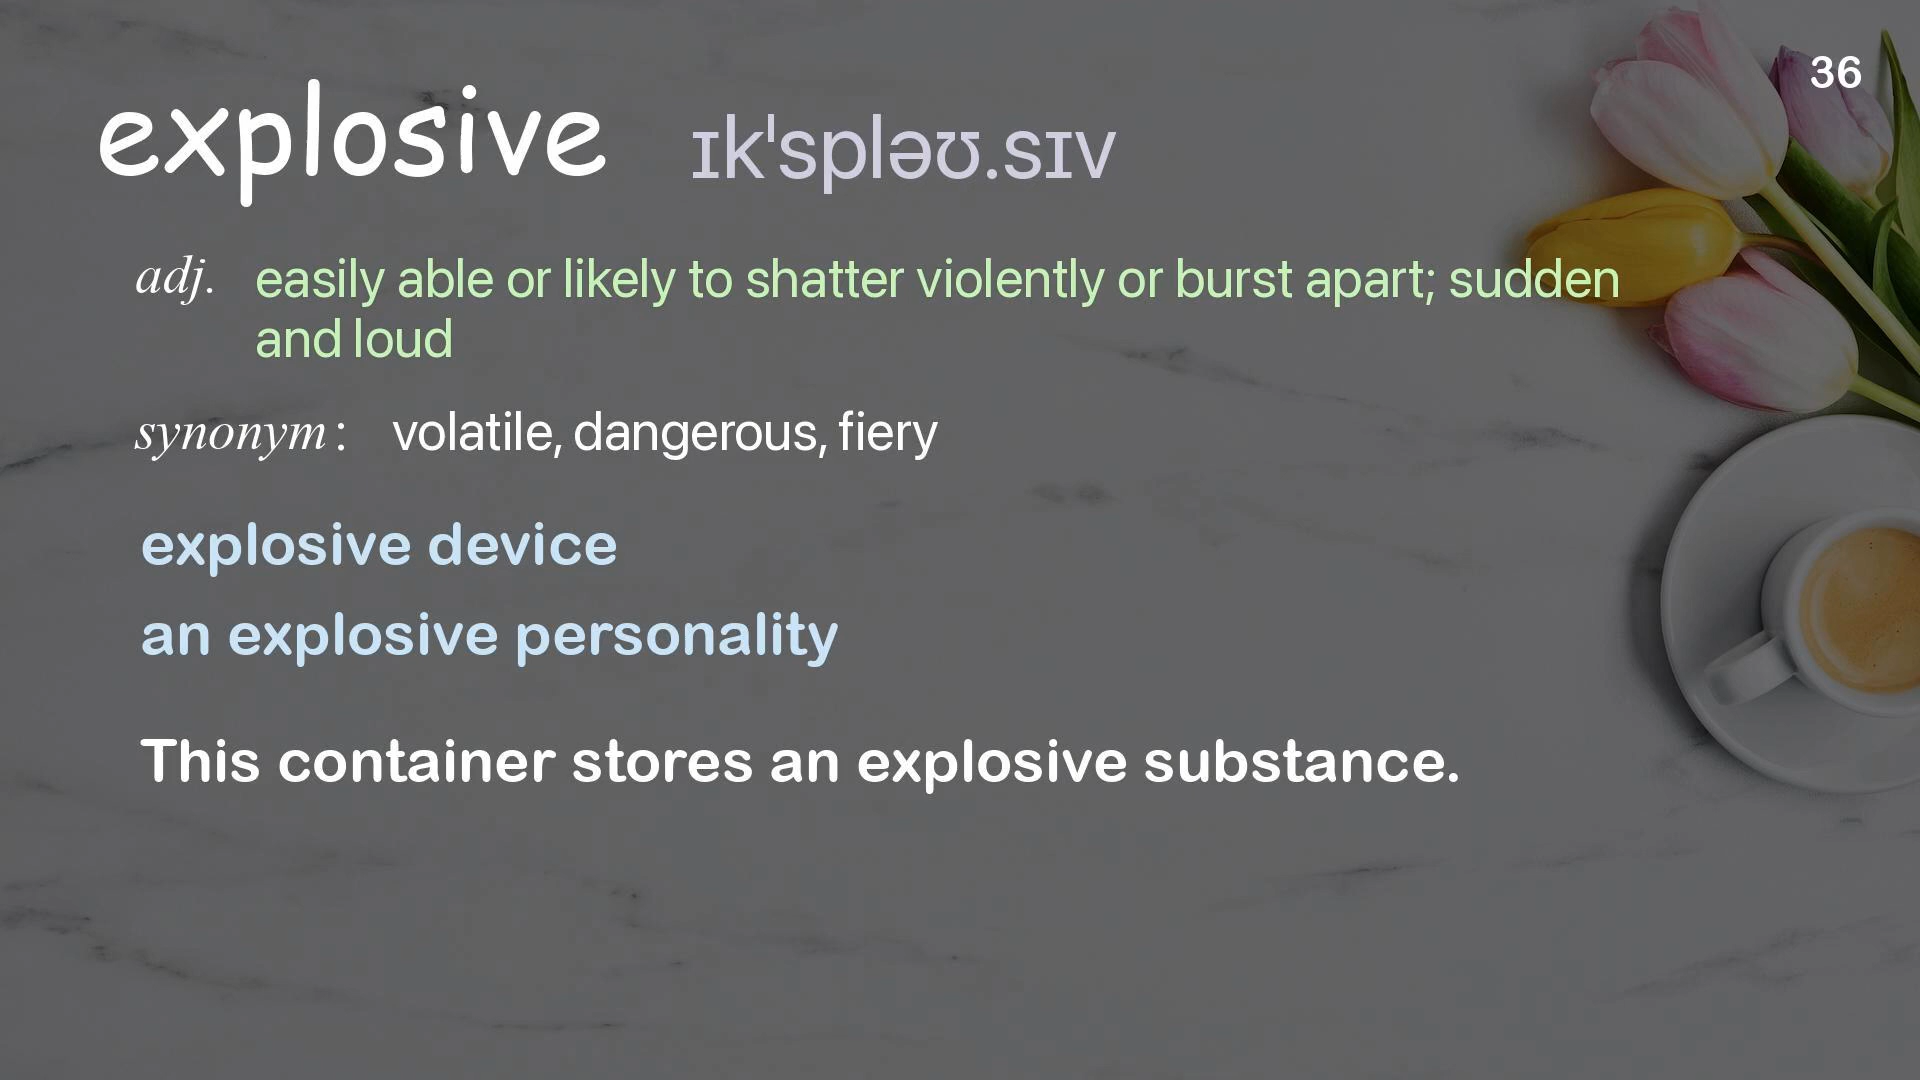 36
explosive ɪkˈspləʊ.sɪv
adj. easily able or likely to shatter violently or burst apart; sudden
and loud
synonym : volatile, dangerous, fiery
explosive device
an explosive personality
This container stores an explosive substance.